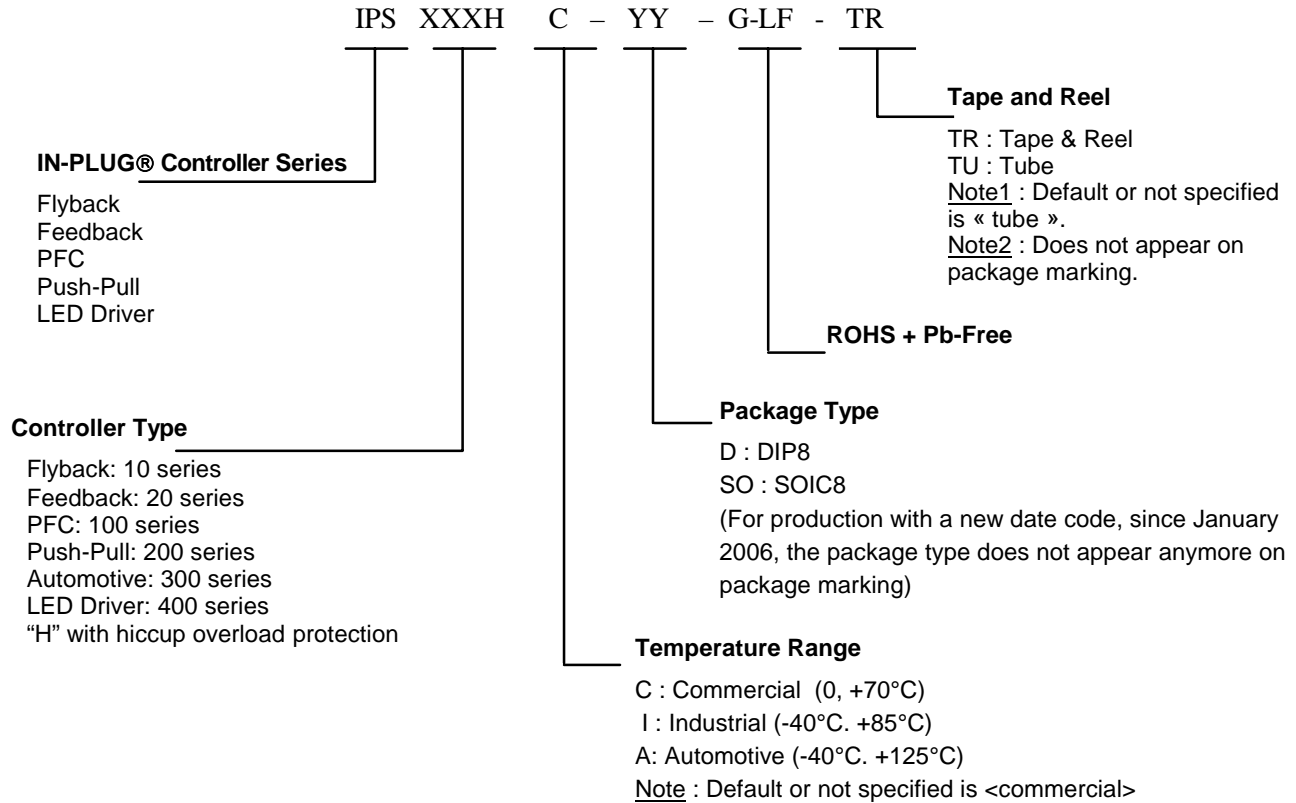 IPS XXXH C – YY – G-LF - TR
Tape and Reel
TR : Tape & Reel
TU : Tube
Note1 : Default or not specified
is « tube ».
Note2 : Does not appear on
package marking.
IN-PLUG® Controller Series
Flyback
Feedback
PFC
Push-Pull
LED Driver
ROHS + Pb-Free
Package Type
D : DIP8
SO : SOIC8
(For production with a new date code, since January
2006, the package type does not appear anymore on
package marking)
Controller Type
Flyback: 10 series
Feedback: 20 series
PFC: 100 series
Push-Pull: 200 series
Automotive: 300 series
LED Driver: 400 series
“H” with hiccup overload protection
Temperature Range
C : Commercial (0, +70°C)
I : Industrial (-40°C. +85°C)
A: Automotive (-40°C. +125°C)
Note : Default or not specified is <commercial>